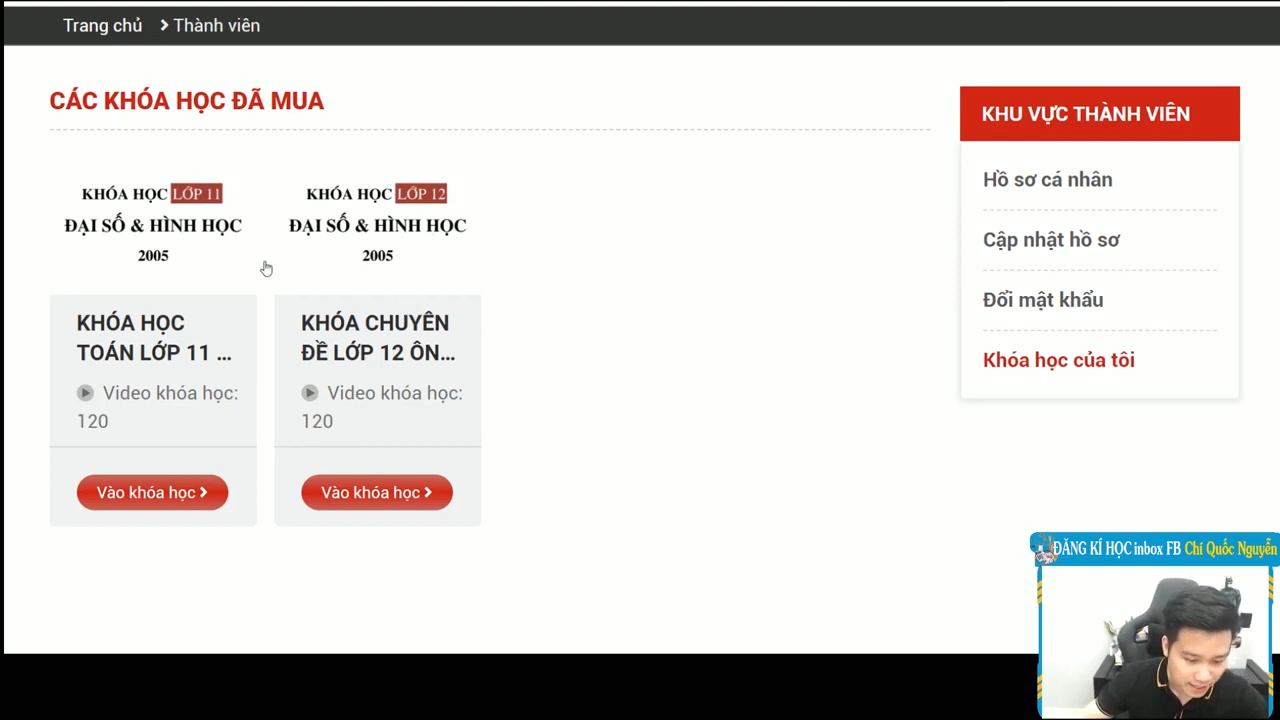 Trang chủ > Thành viên
CÁC KHÓA HỌC ĐÃ MUA
KHÓA HỌC LỚP 11
ĐẠI SỐ & HÌNH HỌC
2005
KHÓA HỌC
TOÁN LỚP 11 ...
Video khóa học:
120
Vào khóa học >
KHÓA HỌC LỚP 12
ĐẠI SỐ & HÌNH HỌC
2005
KHÓA CHUYÊN
ĐỀ LỚP 12 ÔN...
Video khóa học:
120
Vào khóa học >
KHU VỰC THÀNH VIÊN
Hồ sơ cá nhân
Cập nhật hồ sơ
Đổi mật khẩu
Khóa học của tôi
ĐĂNG KÍ HỌC inbox FB Chí Quốc Nguyễn